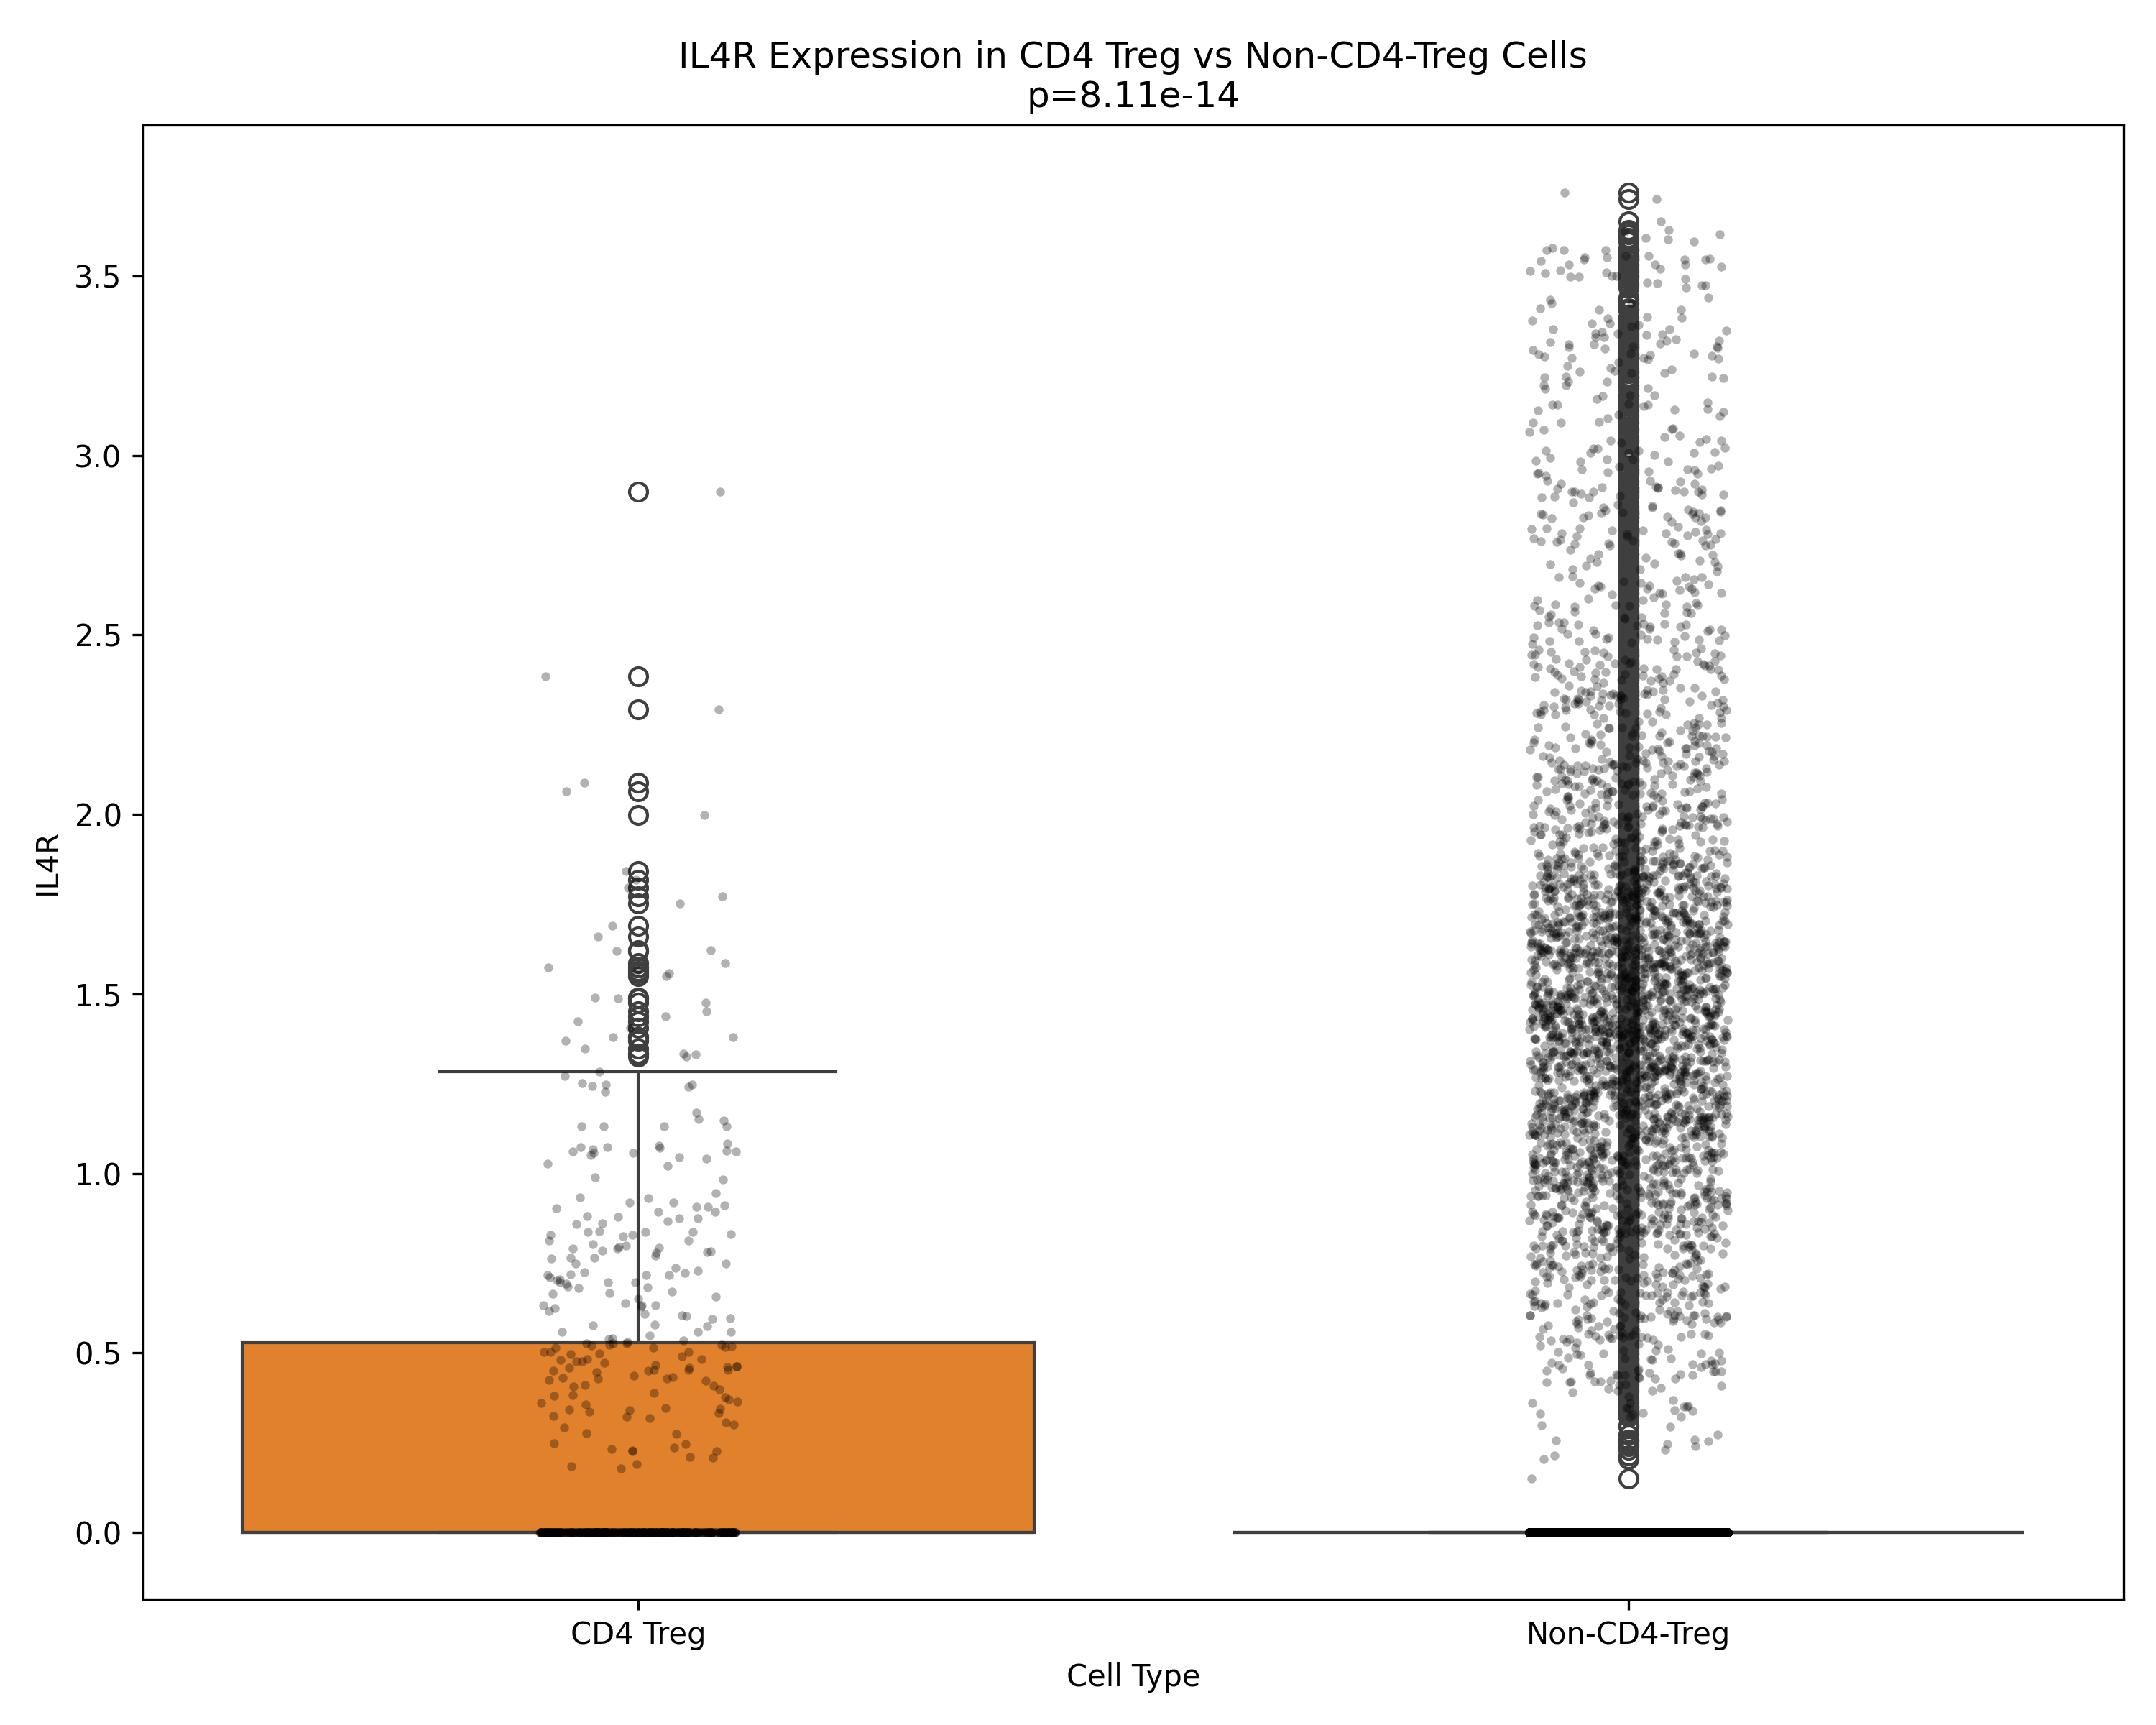 IL4R Expression in CD4 Treg vs Non-CD4-Treg Cells
p=8.11e-14
3.5
3.0
2.5
2.0
1.5
1.0
0.5
0.0
IL4R
CD4 Treg
Non-CD4-Treg
Cell Type